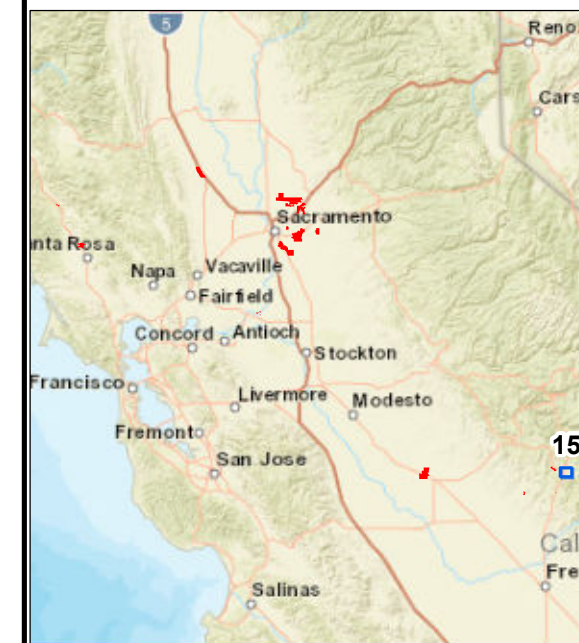 5
Reno
Cars
Sacramento
nta Rosa
Vacaville
Napa
Fairfield
Concord
Antioch
Stockton
Francisco
Livermore
Modesto
Fremont
15
San Jose
Cal
Fre
Salinas